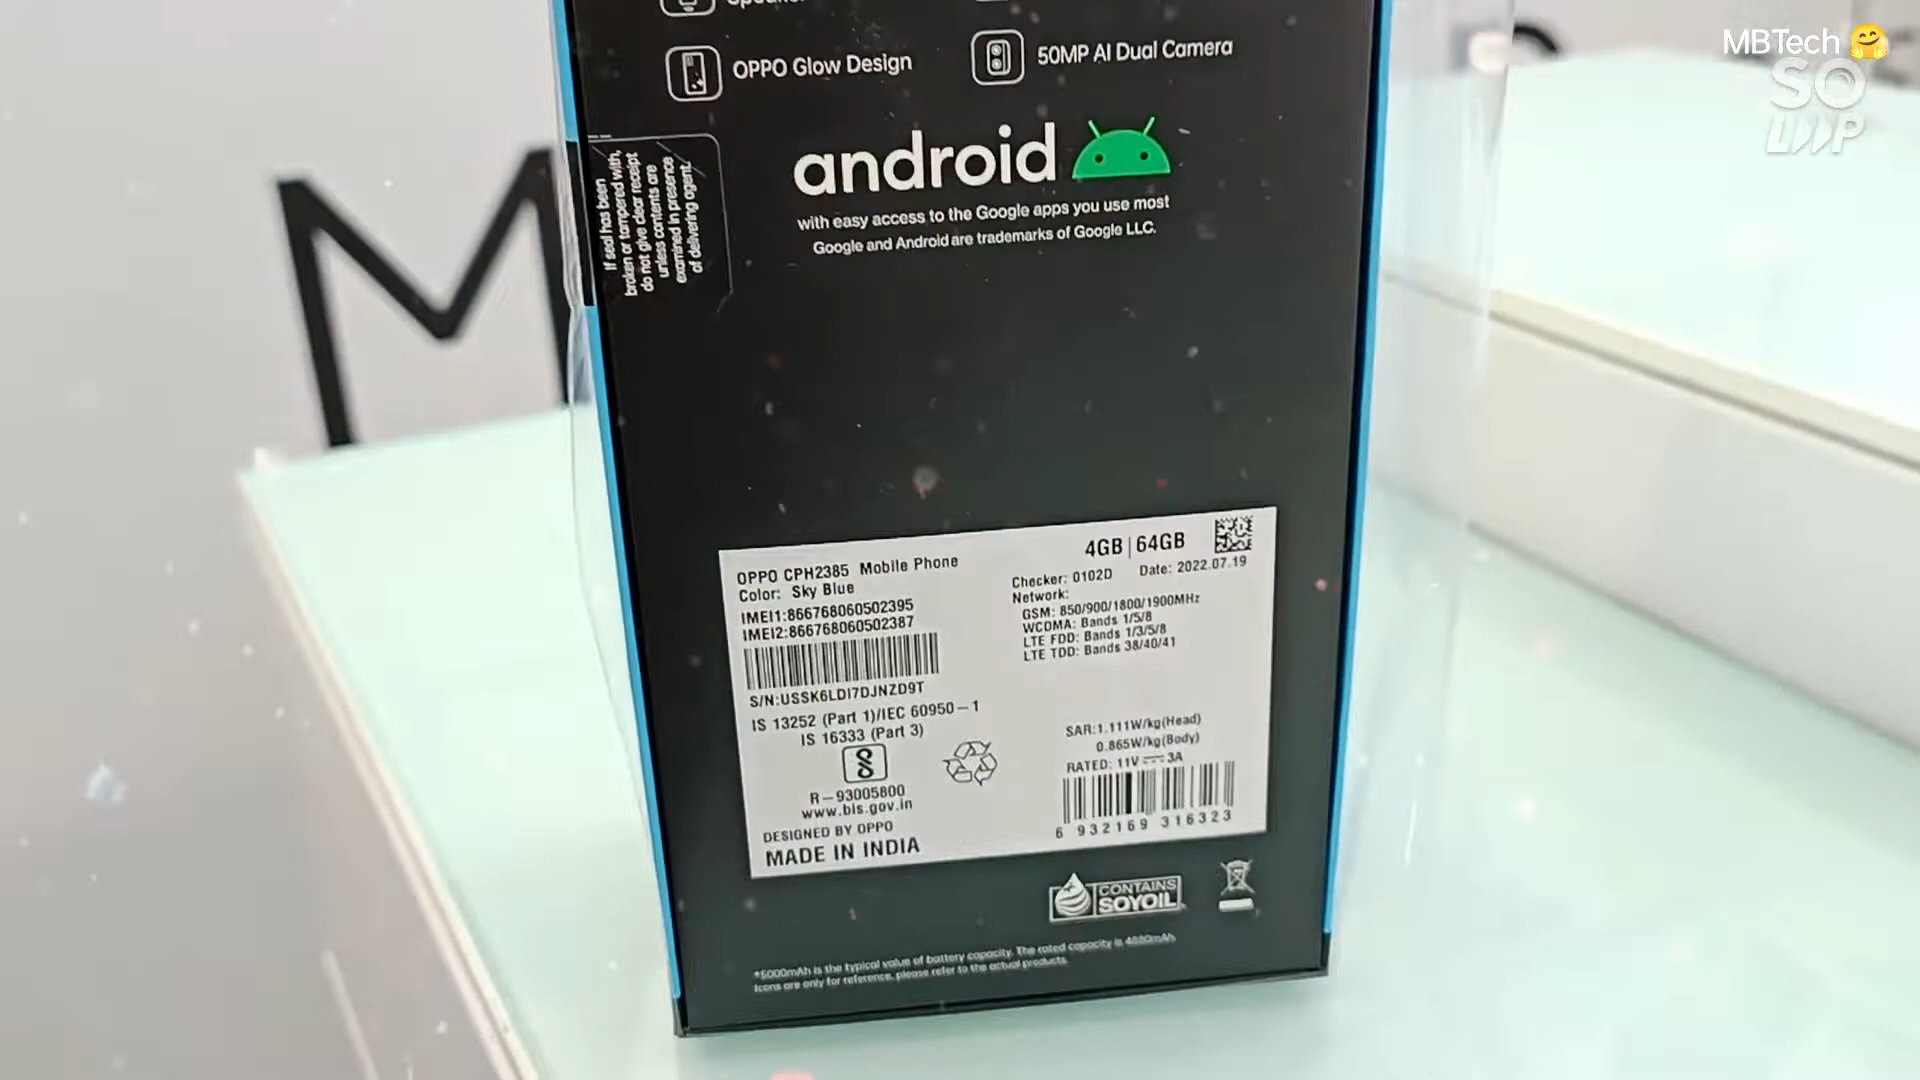 MBTech 🤗
SO
LOOP
OPPO Glow Design
50MP AI Dual Camera
android
with easy access to the Google apps you use most
Google and Android are trademarks of Google LLC.
If seal has been
broken or tampered with,
do not give clear receipt
unless contents are
examined in presence
of delivering agent.
M
4GB | 64GB
OPPO CPH2385 Mobile Phone
Color: Sky Blue
IMEI1:866768060502395
IMEI2:866768060502387
S/N:USSK6LDI7DJNZD9T
IS 13252 (Part 1)/IEC 60950-1
IS 16333 (Part 3)
R-93005800
www.bis.gov.in
DESIGNED BY OPPO
MADE IN INDIA
Checker: 0102D Date: 2022.07.19
Network:
GSM: 850/900/1800/1900MHz
WCDMA: Bands 1/5/8
LTE FDD: Bands 1/3/5/8
LTE TDD: Bands 38/40/41
SAR:1.111W/kg(Head)
0.865W/kg(Body)
RATED: 11V ⎓ 3A
6 932169 316323
CONTAINS
SOYOIL
*5000mAh is the typical value of battery capacity. The rated capacity is 4880mAh.
Icons are only for reference, please refer to the actual products.